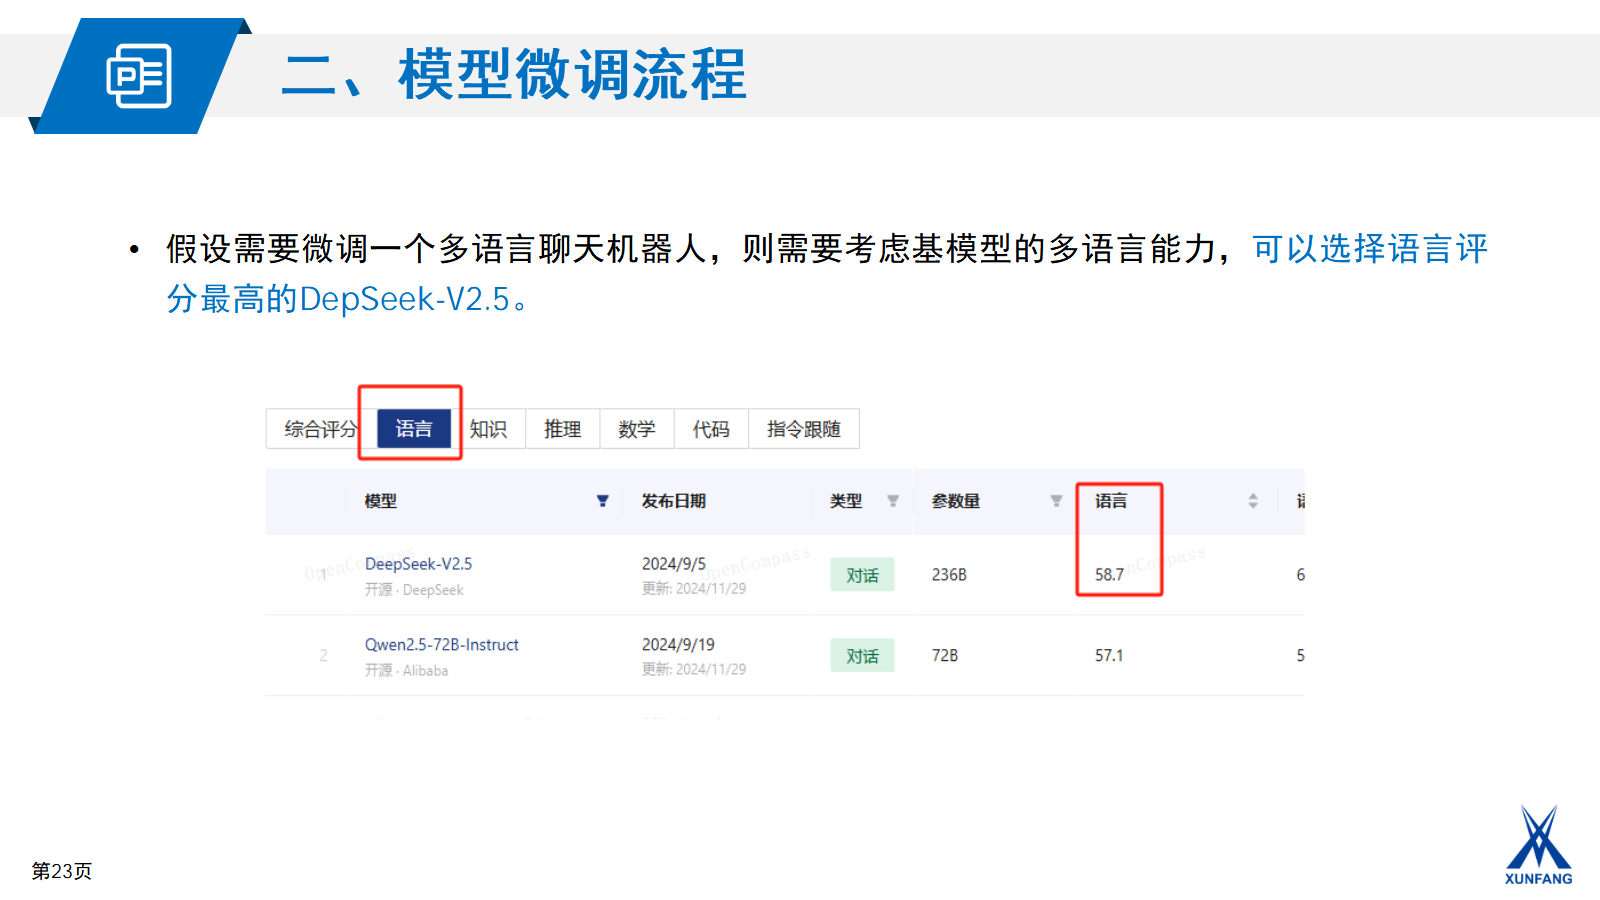 二、模型微调流程
• 假设需要微调一个多语言聊天机器人，则需要考虑基模型的多语言能力，可以选择语言评
分最高的DepSeek-V2.5。
综合评分 语言 知识 推理 数学 代码 指令跟随
模型 发布日期 类型 参数量 语言
1 DeepSeek-V2.5 2024/9/5 对话 236B 58.7 6
开源 · DeepSeek 更新: 2024/11/29
OpenCompass OpenCompass nCompass
2 Qwen2.5-72B-Instruct 2024/9/19 对话 72B 57.1 5
开源 · Alibaba 更新: 2024/11/29
第23页
XUNFANG